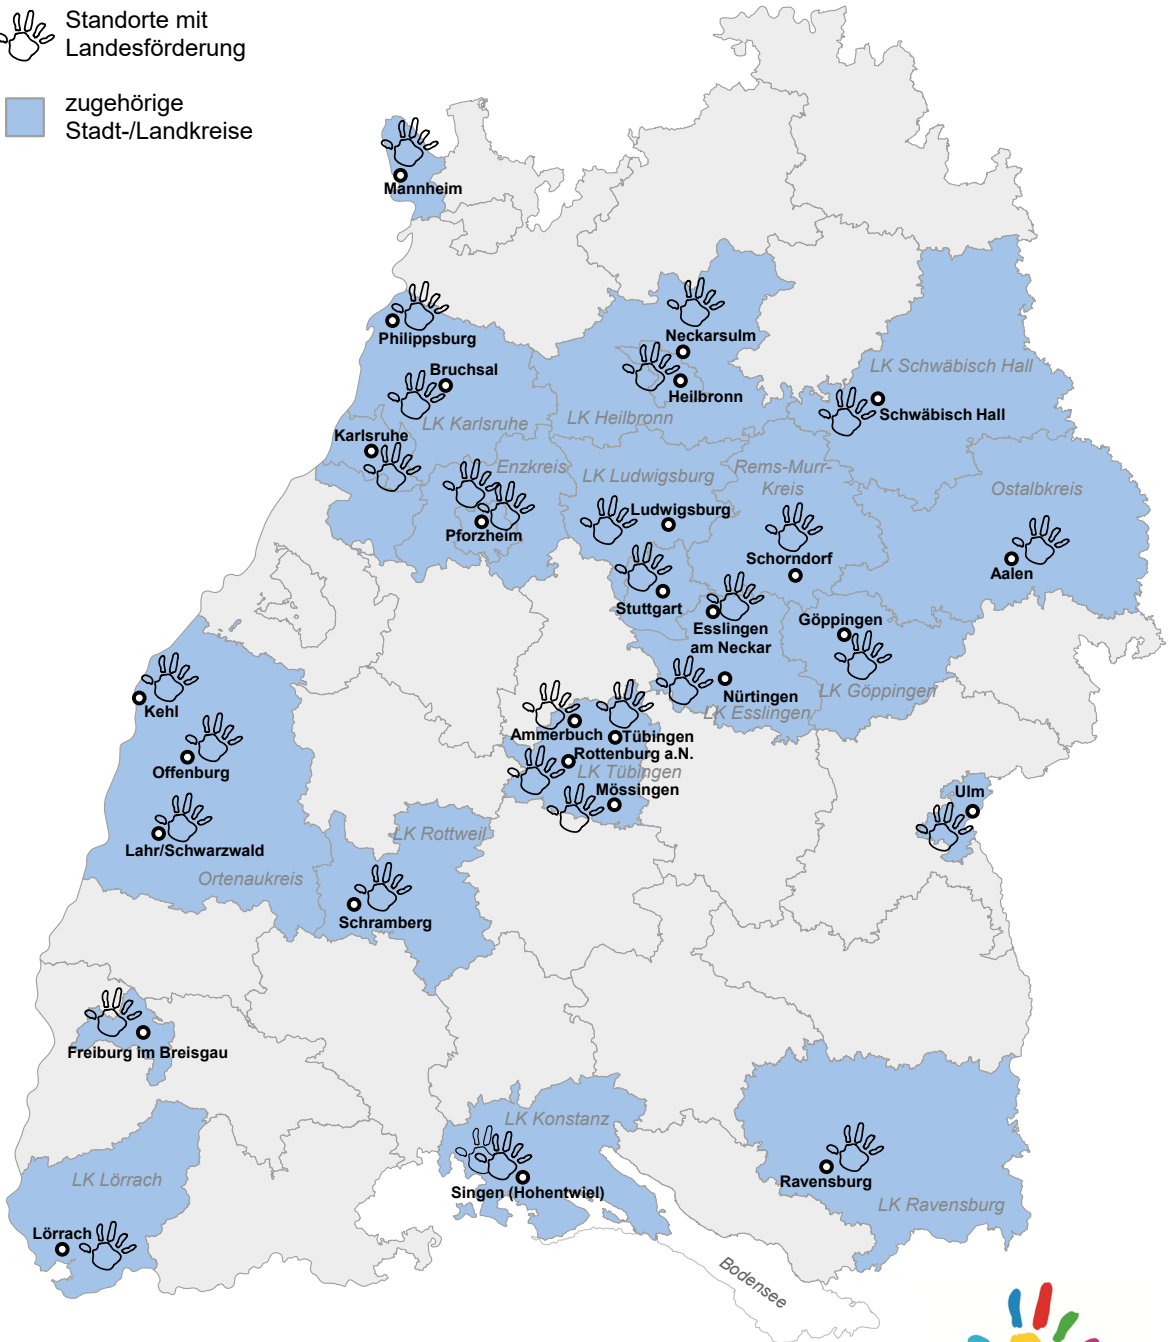 Standorte mit
Landesförderung
zugehörige
Stadt-/Landkreise
Mannheim
Philippsburg
Neckarsulm
Bruchsal
LK Schwäbisch Hall
Heilbronn
Schwäbisch Hall
LK Karlsruhe
LK Heilbronn
Karlsruhe
Enzkreis
LK Ludwigsburg
Rems-Murr-
Kreis
Ostalbkreis
Ludwigsburg
Pforzheim
Schorndorf
Aalen
Stuttgart
Esslingen
am Neckar
Göppingen
LK Göppingen
Nürtingen
LK Esslingen
Kehl
Ammerbuch
Tübingen
Rottenburg a.N.
LK Tübingen
Mössingen
Offenburg
Ulm
LK Rottweil
Lahr/Schwarzwald
Ortenaukreis
Schramberg
Freiburg im Breisgau
LK Konstanz
LK Lörrach
Singen (Hohentwiel)
Ravensburg
LK Ravensburg
Lörrach
Bodensee